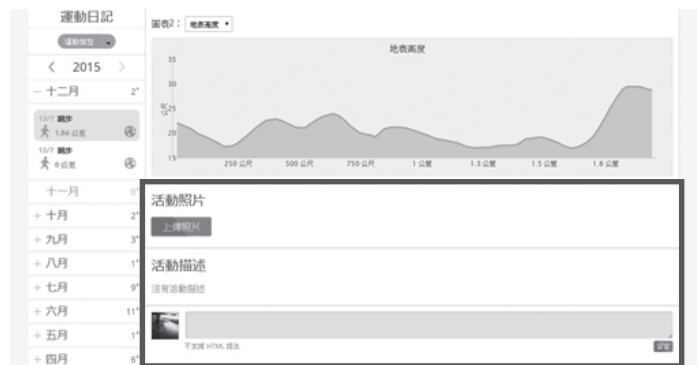 運動日記
運動類型
< 2015 >
− 十二月 2
12/7 跑步
1.84 公里
12/7 跑步
0 公里
十一月 0
+ 十月 2
+ 九月 3
+ 八月 1
+ 七月 9
+ 六月 11
+ 五月 1
+ 四月 6
圖表2： 地表高度
地表高度
35
30
25
20
15
公尺
250 公尺 500 公尺 750 公尺 1 公里 1.3 公里 1.5 公里 1.8 公里
活動照片
上傳照片
活動描述
沒有活動描述
不支援 HTML 語法
留言